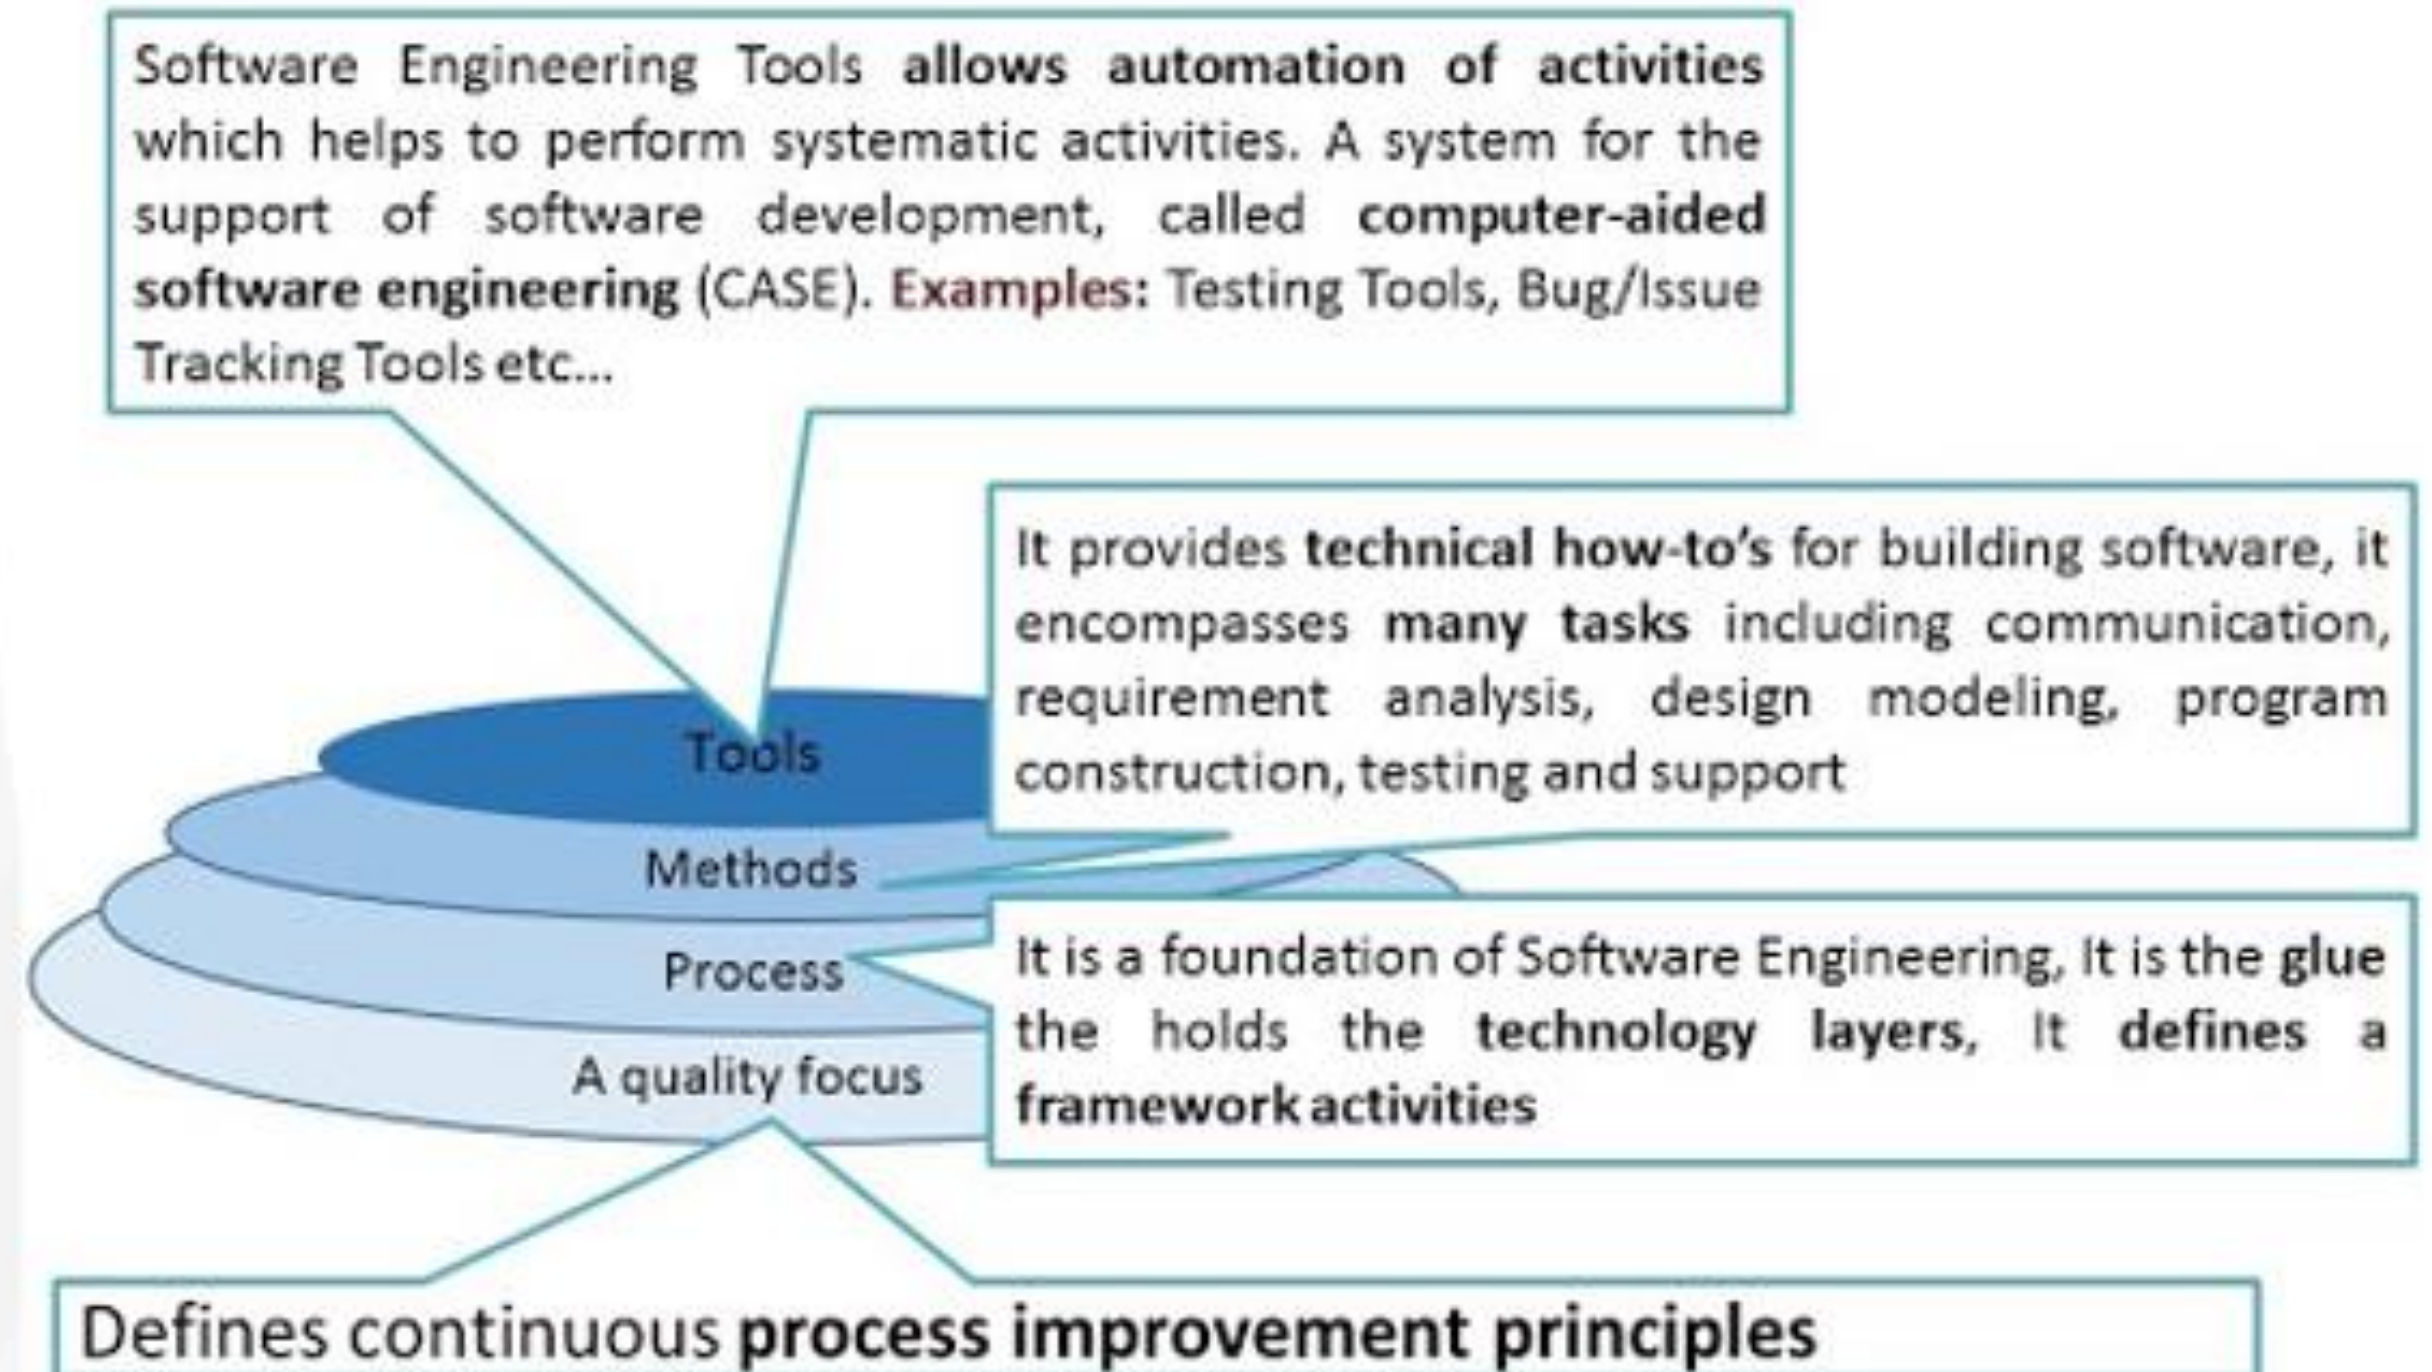 Software Engineering Tools allows automation of activities
which helps to perform systematic activities. A system for the
support of software development, called computer-aided
software engineering (CASE). Examples: Testing Tools, Bug/Issue
Tracking Tools etc...
It provides technical how-to's for building software, it
encompasses many tasks including communication,
requirement analysis, design modeling, program
construction, testing and support
Tools
Methods
Process
It is a foundation of Software Engineering, It is the glue
the holds the technology layers, It defines a
framework activities
A quality focus
Defines continuous process improvement principles